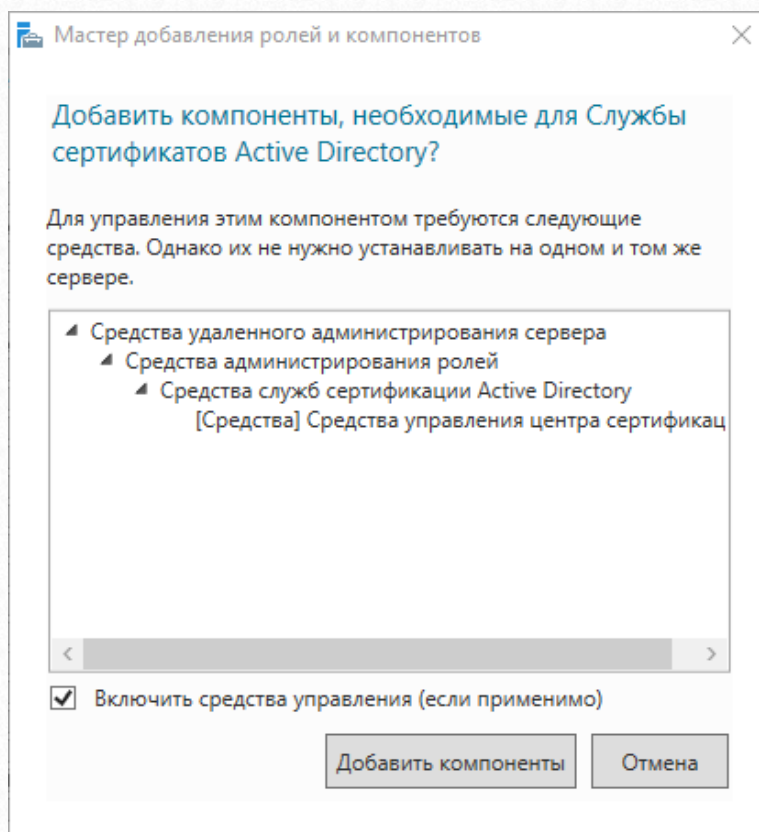 Мастер добавления ролей и компонентов
Добавить компоненты, необходимые для Службы
сертификатов Active Directory?
Для управления этим компонентом требуются следующие
средства. Однако их не нужно устанавливать на одном и том же
сервере.
Средства удаленного администрирования сервера
Средства администрирования ролей
Средства служб сертификации Active Directory
[Средства] Средства управления центра сертификац
Включить средства управления (если применимо)
Добавить компоненты
Отмена